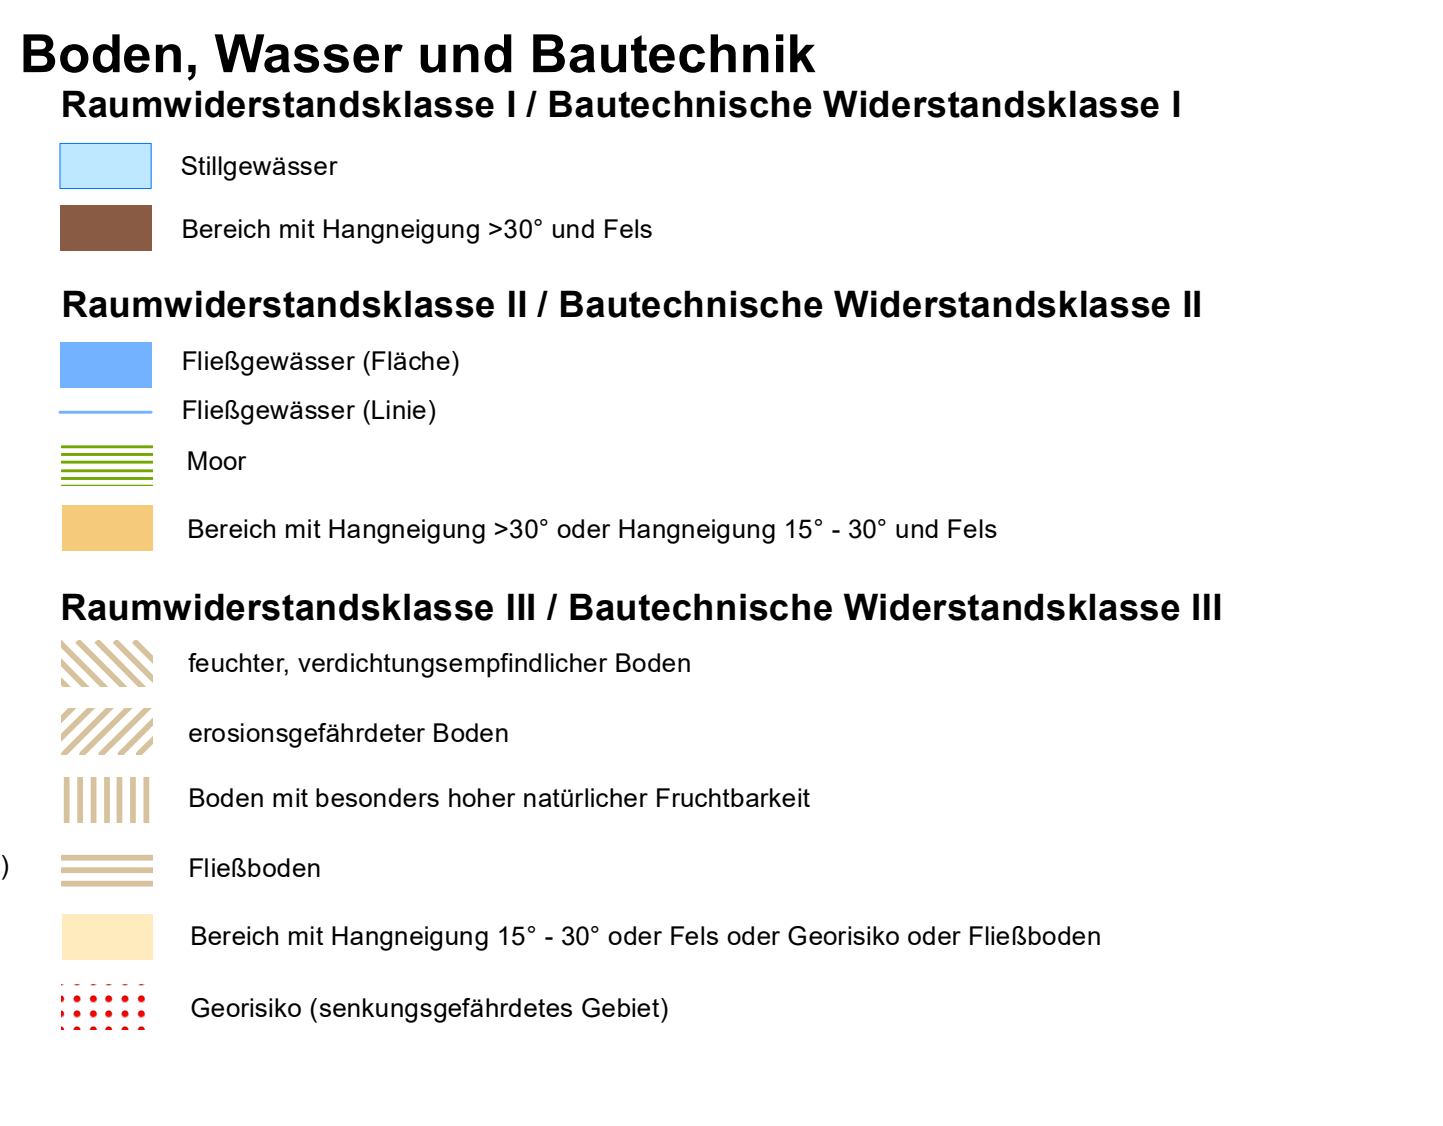 Boden, Wasser und Bautechnik
Raumwiderstandsklasse I / Bautechnische Widerstandsklasse I
Stillgewässer
Bereich mit Hangneigung >30° und Fels
Raumwiderstandsklasse II / Bautechnische Widerstandsklasse II
Fließgewässer (Fläche)
Fließgewässer (Linie)
Moor
Bereich mit Hangneigung >30° oder Hangneigung 15° - 30° und Fels
Raumwiderstandsklasse III / Bautechnische Widerstandsklasse III
feuchter, verdichtungsempfindlicher Boden
erosionsgefährdeter Boden
Boden mit besonders hoher natürlicher Fruchtbarkeit
) Fließboden
Bereich mit Hangneigung 15° - 30° oder Fels oder Georisiko oder Fließboden
Georisiko (senkungsgefährdetes Gebiet)